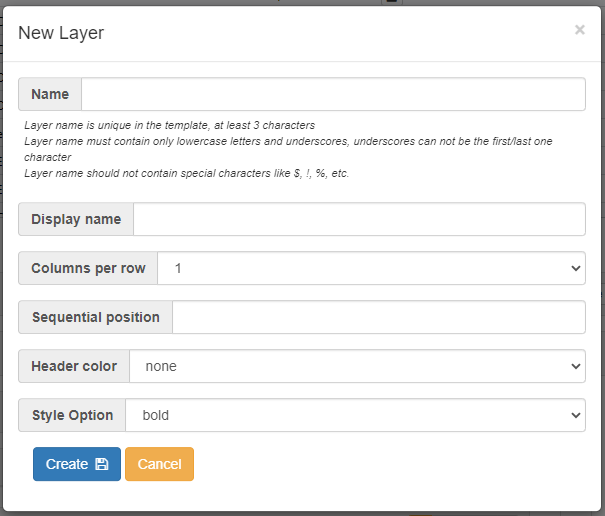 New Layer
×
Name
Layer name is unique in the template, at least 3 characters
Layer name must contain only lowercase letters and underscores, underscores can not be the first/last one
character
Layer name should not contain special characters like $, !, %, etc.
Display name
Columns per row 1
Sequential position
Header color none
Style Option bold
Create Cancel